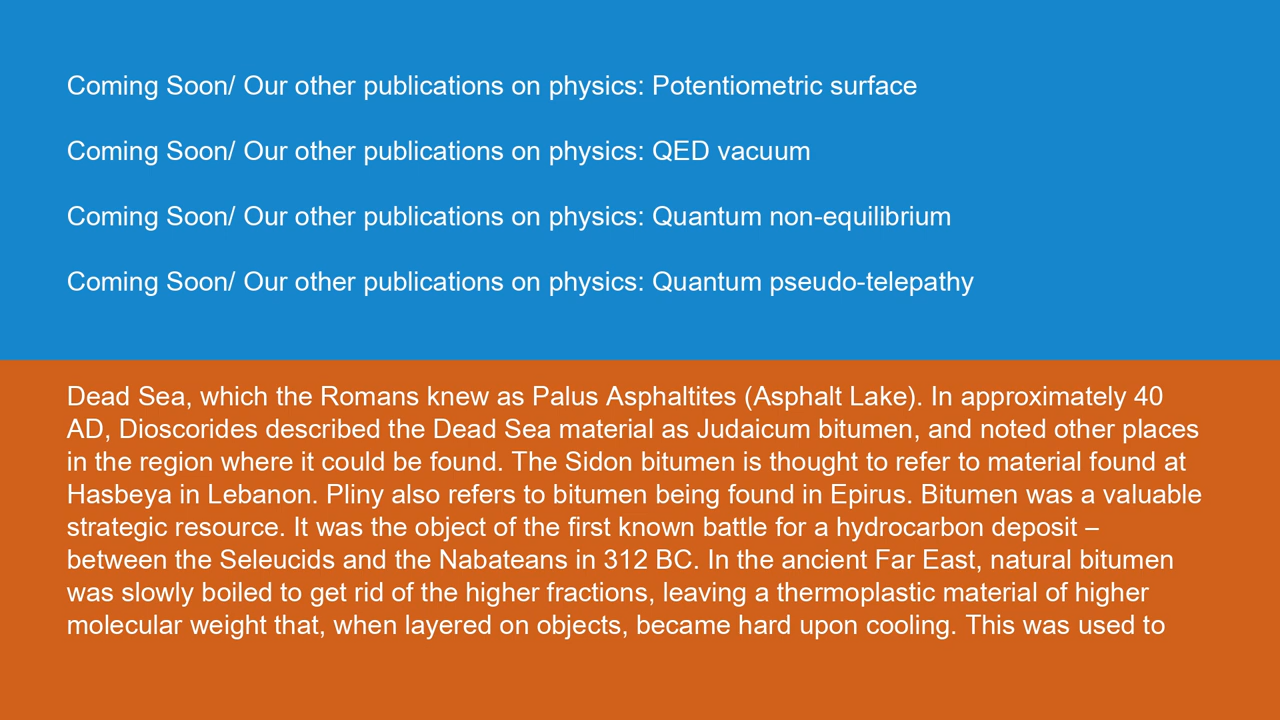 Coming Soon/ Our other publications on physics: Potentiometric surface
Coming Soon/ Our other publications on physics: QED vacuum
Coming Soon/ Our other publications on physics: Quantum non-equilibrium
Coming Soon/ Our other publications on physics: Quantum pseudo-telepathy
Dead Sea, which the Romans knew as Palus Asphaltites (Asphalt Lake). In approximately 40
AD, Dioscorides described the Dead Sea material as Judaicum bitumen, and noted other places
in the region where it could be found. The Sidon bitumen is thought to refer to material found at
Hasbeya in Lebanon. Pliny also refers to bitumen being found in Epirus. Bitumen was a valuable
strategic resource. It was the object of the first known battle for a hydrocarbon deposit –
between the Seleucids and the Nabateans in 312 BC. In the ancient Far East, natural bitumen
was slowly boiled to get rid of the higher fractions, leaving a thermoplastic material of higher
molecular weight that, when layered on objects, became hard upon cooling. This was used to